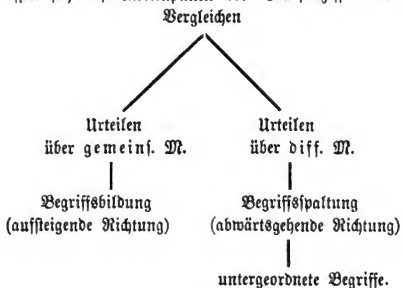 Vergleichen
Urteilen
über gemeins. M.
Urteilen
über diff. M.
Begriffsbildung
(aufsteigende Richtung)
Begriffsspaltung
(abwärtsgehende Richtung)
untergeordnete Begriffe.